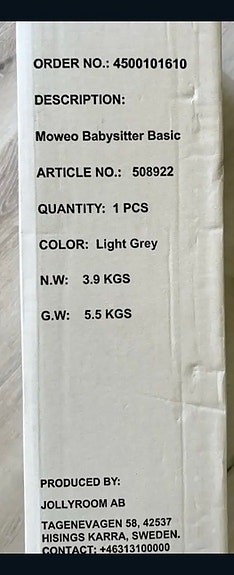 ORDER NO.: 4500101610
DESCRIPTION:
Moweo Babysitter Basic
ARTICLE NO.: 508922
QUANTITY: 1 PCS
COLOR: Light Grey
N.W: 3.9 KGS
G.W: 5.5 KGS
PRODUCED BY:
JOLLYROOM AB
TAGENEVAGEN 58, 42537
HISINGS KARRA, SWEDEN.
CONTACT: +46313100000